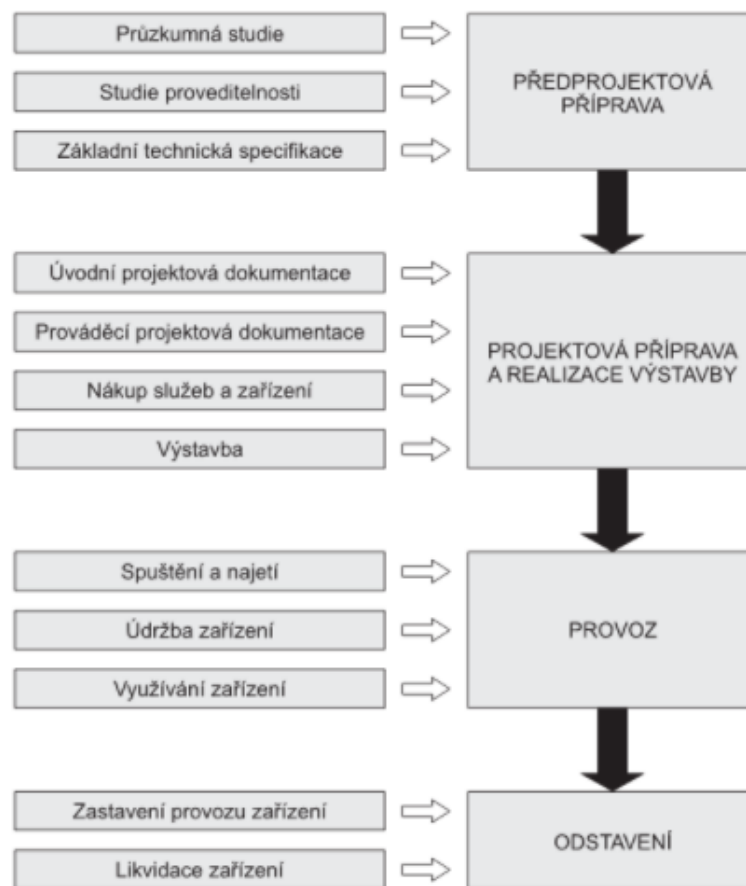 Průzkumná studie
Studie proveditelnosti
Základní technická specifikace
PŘEDPROJEKTOVÁ
PŘÍPRAVA
Úvodní projektová dokumentace
Prováděcí projektová dokumentace
Nákup služeb a zařízení
Výstavba
PROJEKTOVÁ PŘÍPRAVA
A REALIZACE VÝSTAVBY
Spuštění a najetí
Údržba zařízení
Využívání zařízení
PROVOZ
Zastavení provozu zařízení
Likvidace zařízení
ODSTAVENÍ